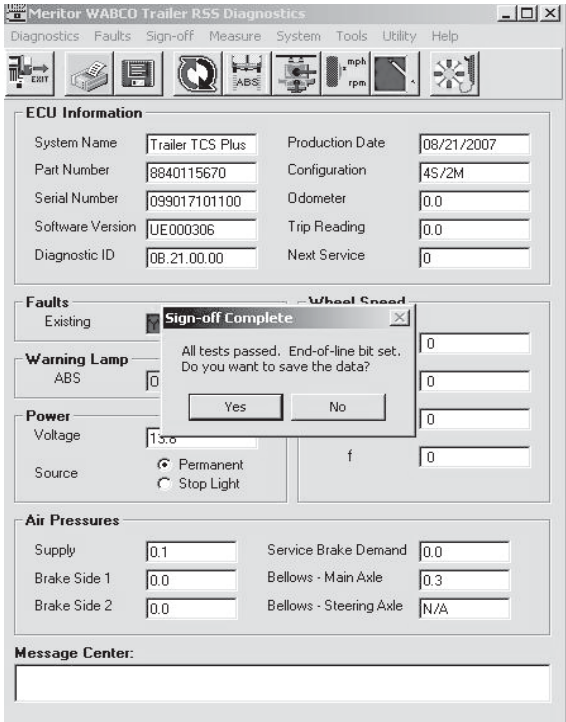 Meritor WABCO Trailer RSS Diagnostics
Diagnostics Faults Sign-off Measure System Tools Utility Help
EXIT ABS mph rpm
ECU Information
System Name Trailer TCS Plus Production Date 08/21/2007
Part Number 8840115670 Configuration 4S/2M
Serial Number 099017101100 Odometer 0.0
Software Version UE000306 Trip Reading 0.0
Diagnostic ID 0B.21.00.00 Next Service 0
Faults Wheel Speed
Existing Y
Sign-off Complete
All tests passed. End-of-line bit set.
Do you want to save the data?
Yes No
0
Warning Lamp
ABS 0
0
Power
Voltage 13.8 0
f 0
Source Permanent
Stop Light
Air Pressures
Supply 0.1 Service Brake Demand 0.0
Brake Side 1 0.0 Bellows - Main Axle 0.3
Brake Side 2 0.0 Bellows - Steering Axle N/A
Message Center: